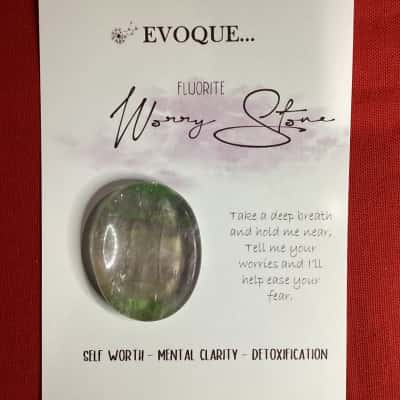 EVOQUE...
FLUORITE
Worry Stone
Take a deep breath
and hold me near,
Tell me your
worries and I'll
help ease your
fear.
SELF WORTH - MENTAL CLARITY - DETOXIFICATION